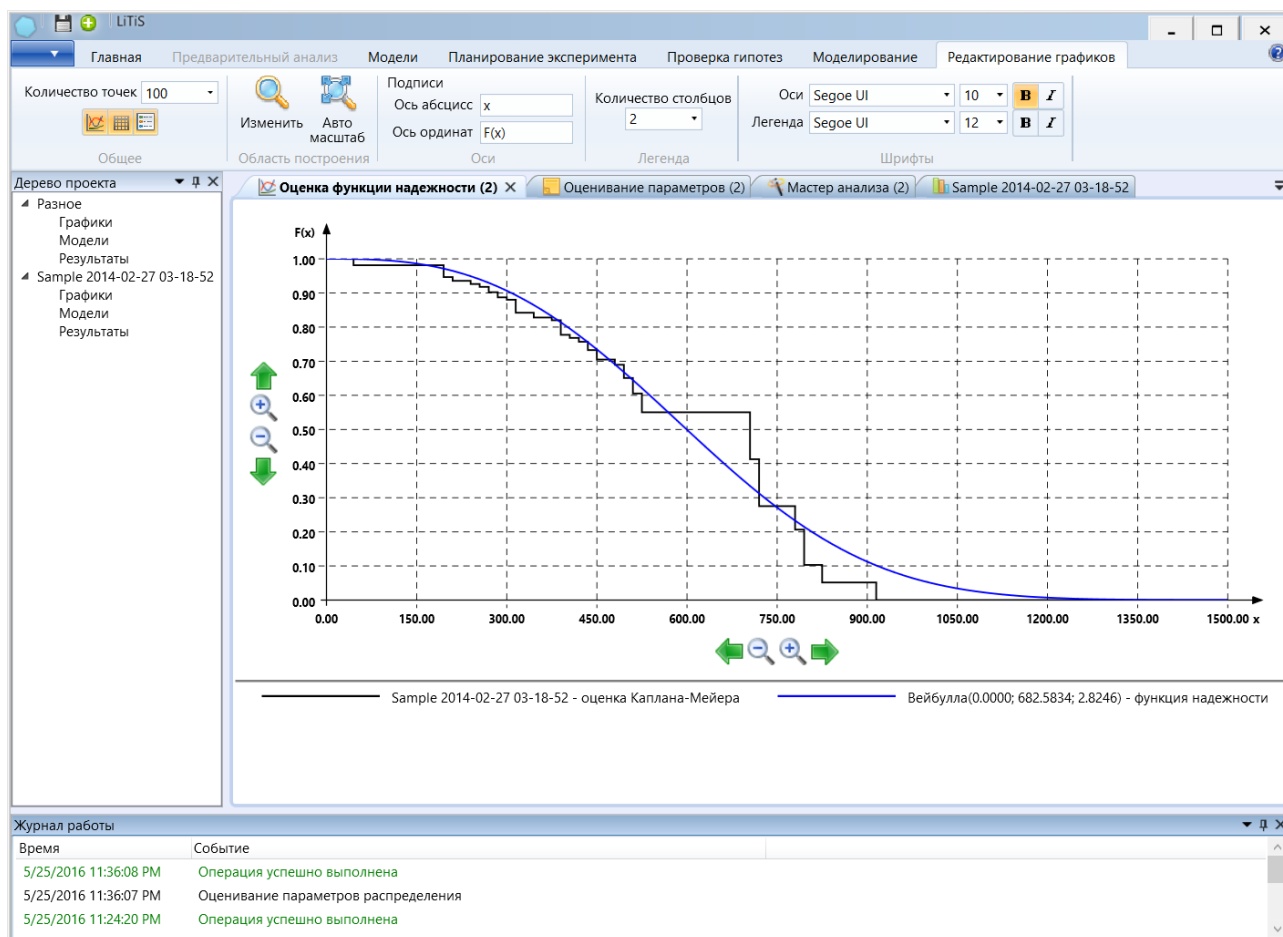 LiTiS
Главная Предварительный анализ Модели Планирование эксперимента Проверка гипотез Моделирование Редактирование графиков
Количество точек 100
Общее
Изменить Авто масштаб
Область построения
Подписи
Ось абсцисс x
Ось ординат F(x)
Оси
Количество столбцов
2
Легенда
Оси Segoe UI 10 B I
Легенда Segoe UI 12 B I
Шрифты
Дерево проекта
Разное
Графики
Модели
Результаты
Sample 2014-02-27 03-18-52
Графики
Модели
Результаты
Оценка функции надежности (2) Оценивание параметров (2) Мастер анализа (2) Sample 2014-02-27 03-18-52
F(x)
1.00
0.90
0.80
0.70
0.60
0.50
0.40
0.30
0.20
0.10
0.00
0.00 150.00 300.00 450.00 600.00 750.00 900.00 1050.00 1200.00 1350.00 1500.00 x
Sample 2014-02-27 03-18-52 - оценка Каплана-Мейера Вейбулла(0.0000; 682.5834; 2.8246) - функция надежности
Журнал работы
Время Событие
5/25/2016 11:36:08 PM Операция успешно выполнена
5/25/2016 11:36:07 PM Оценивание параметров распределения
5/25/2016 11:24:20 PM Операция успешно выполнена